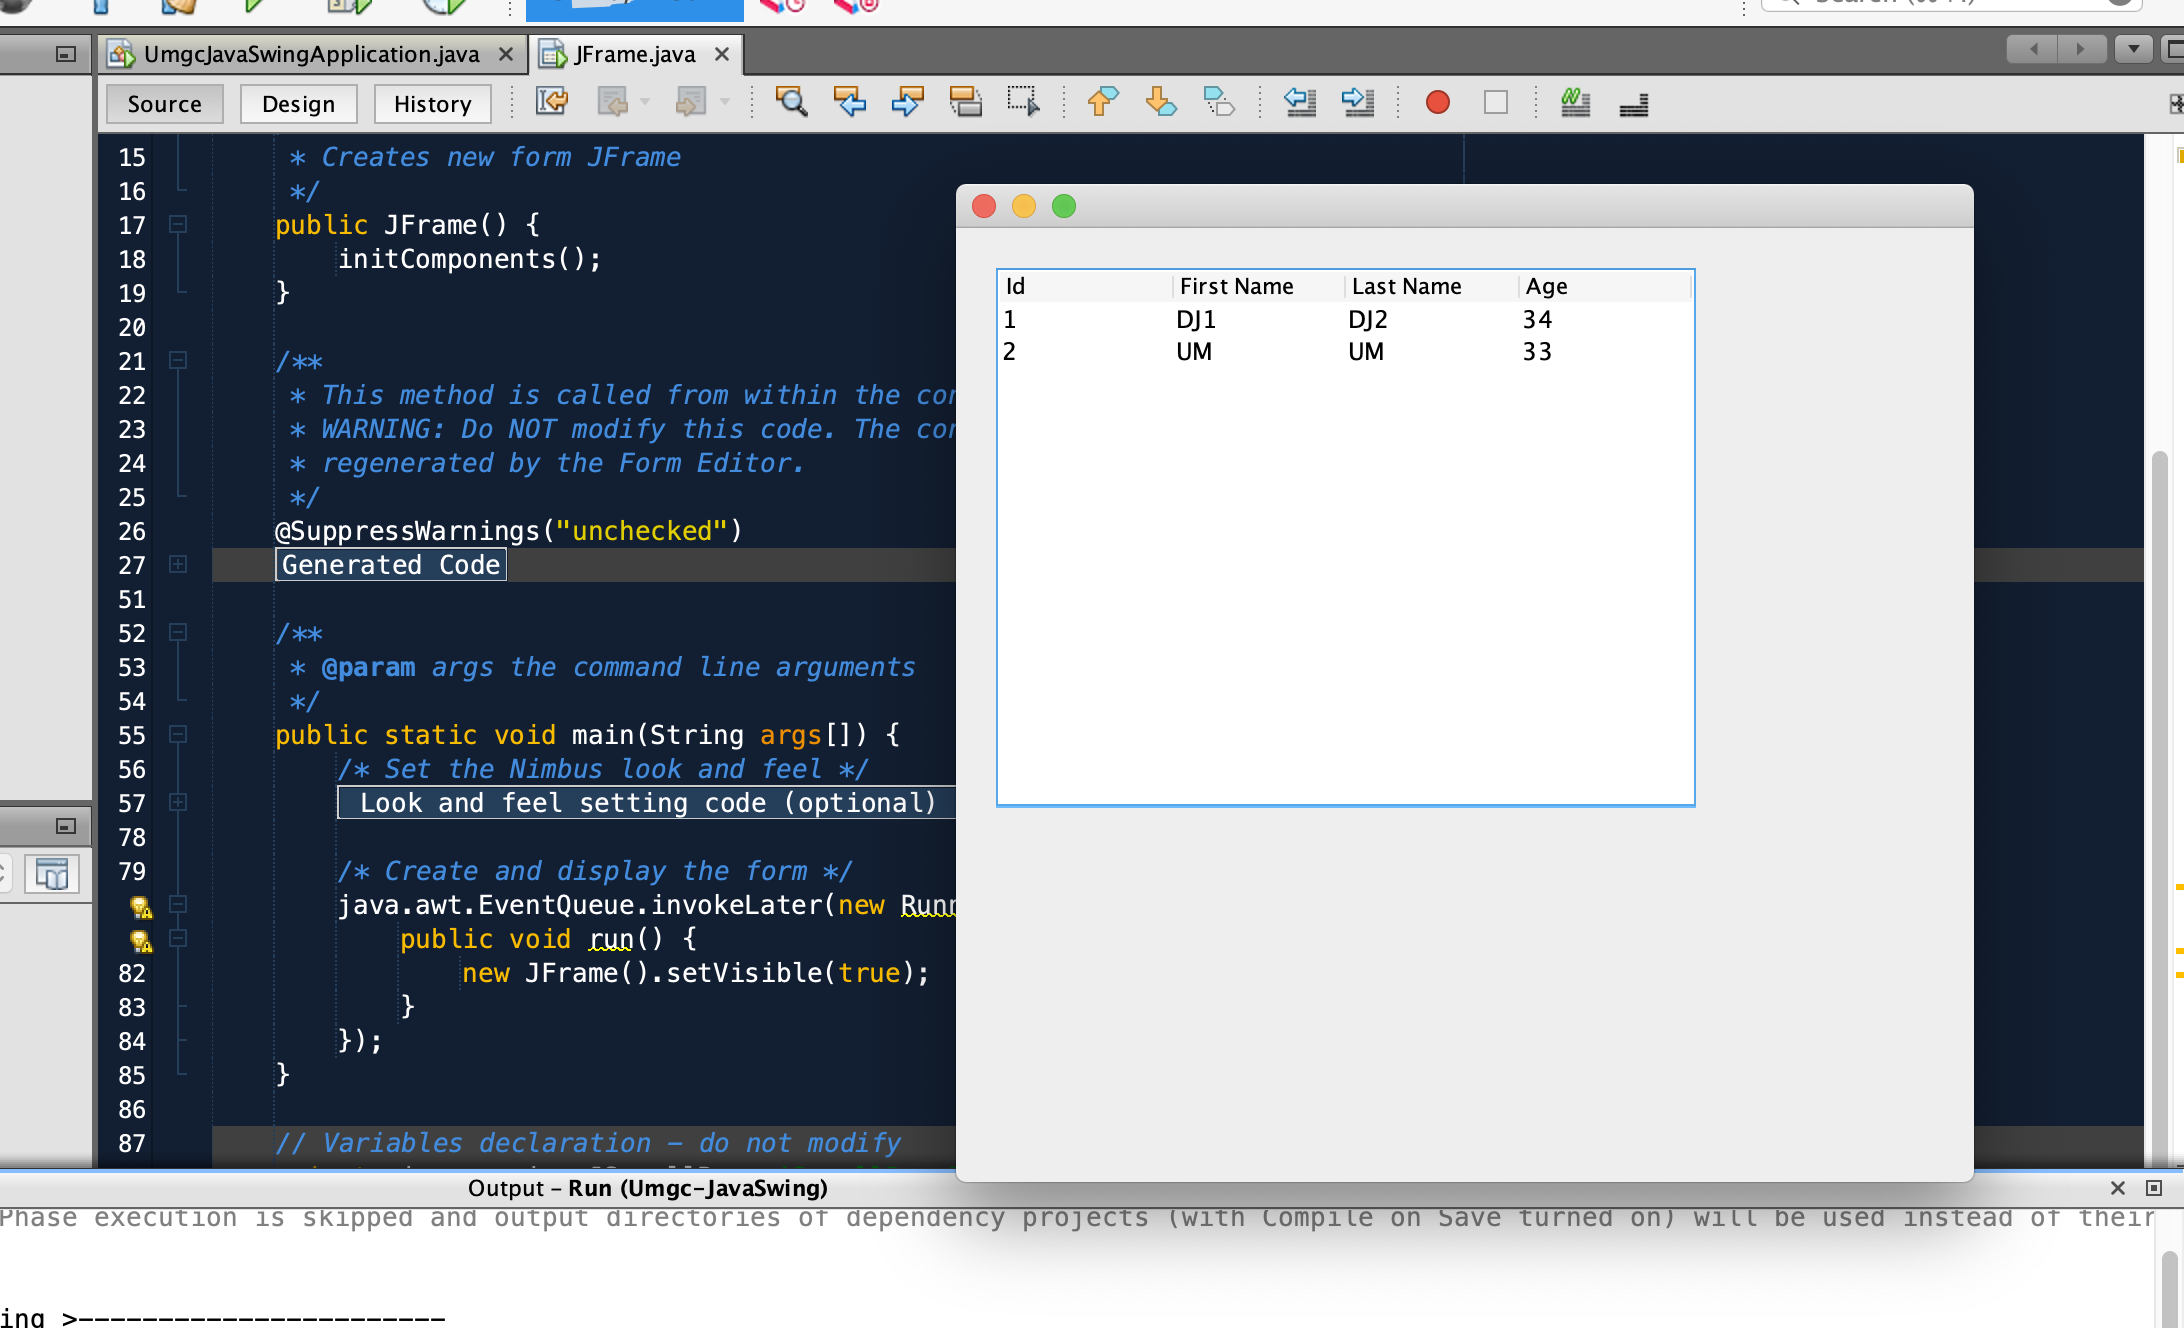 UmgcJavaSwingApplication.java
JFrame.java
Source
Design
History
15 * Creates new form JFrame
16 */
17 public JFrame() {
18 initComponents();
19 }
20
21 /**
22 * This method is called from within the
23 * WARNING: Do NOT modify this code. The
24 * regenerated by the Form Editor.
25 */
26 @SuppressWarnings("unchecked")
27 Generated Code
51
52 /**
53 * @param args the command line arguments
54 */
55 public static void main(String args[]) {
56 /* Set the Nimbus look and feel */
57 Look and feel setting code (optional)
78
79 /* Create and display the form */
java.awt.EventQueue.invokeLater(new
public void run() {
82 new JFrame().setVisible(true);
83 }
84 });
85 }
86
87 // Variables declaration - do not modify
Id First Name Last Name Age
1 DJ1 DJ2 34
2 UM UM 33
Output - Run (Umgc-JavaSwing)
Phase execution is skipped and output directories of dependency projects (with Compile on Save turned on) will be used instead of their
ing >-----------------------